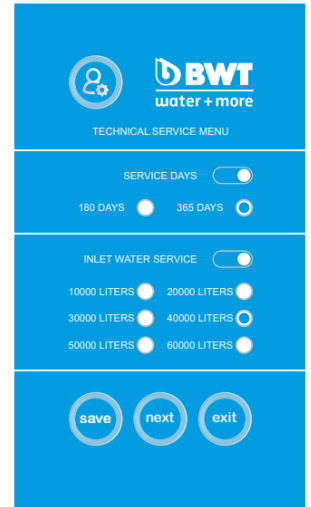 BWT
water + more
TECHNICAL SERVICE MENU
SERVICE DAYS
180 DAYS 365 DAYS
INLET WATER SERVICE
10000 LITERS 20000 LITERS
30000 LITERS 40000 LITERS
50000 LITERS 60000 LITERS
save next exit